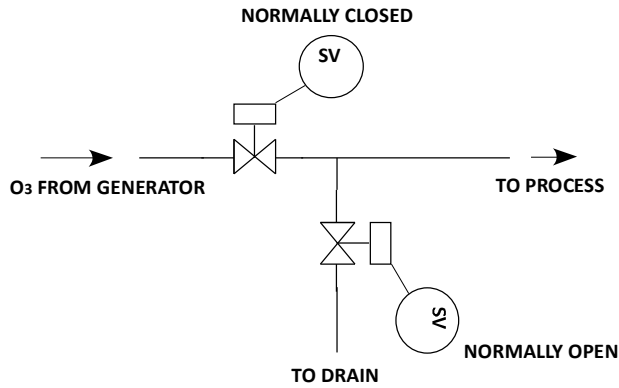 NORMALLY CLOSED
SV
O3 FROM GENERATOR
TO PROCESS
SV
NORMALLY OPEN
TO DRAIN